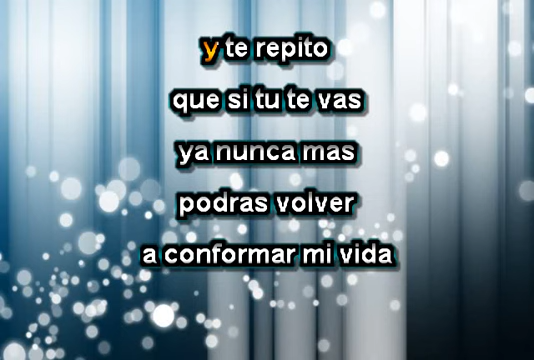 y te repito
que si tu te vas
ya nunca mas
podras volver
a conformar mi vida